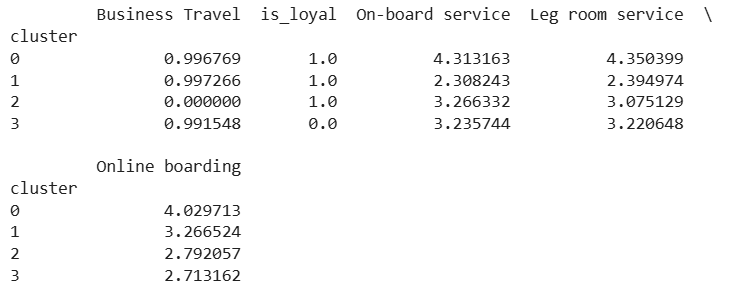 Business Travel is_loyal On-board service Leg room service \
cluster
0 0.996769 1.0 4.313163 4.350399
1 0.997266 1.0 2.308243 2.394974
2 0.000000 1.0 3.266332 3.075129
3 0.991548 0.0 3.235744 3.220648
Online boarding
cluster
0 4.029713
1 3.266524
2 2.792057
3 2.713162